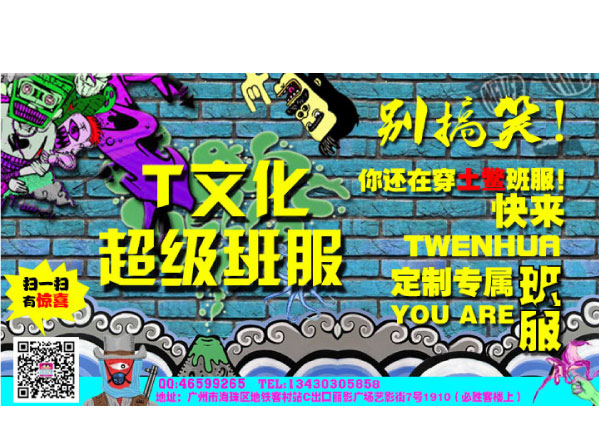 别搞笑!
T文化
超级班服
你还在穿土鳖班服!
快来
TWENHUA
定制专属
YOU ARE
班服
扫一扫
有惊喜
QQ:46599265 TEL:13430305858
地址:广州市海珠区地铁客村站C出口丽影广场艺影街7号1910(必胜客楼上)